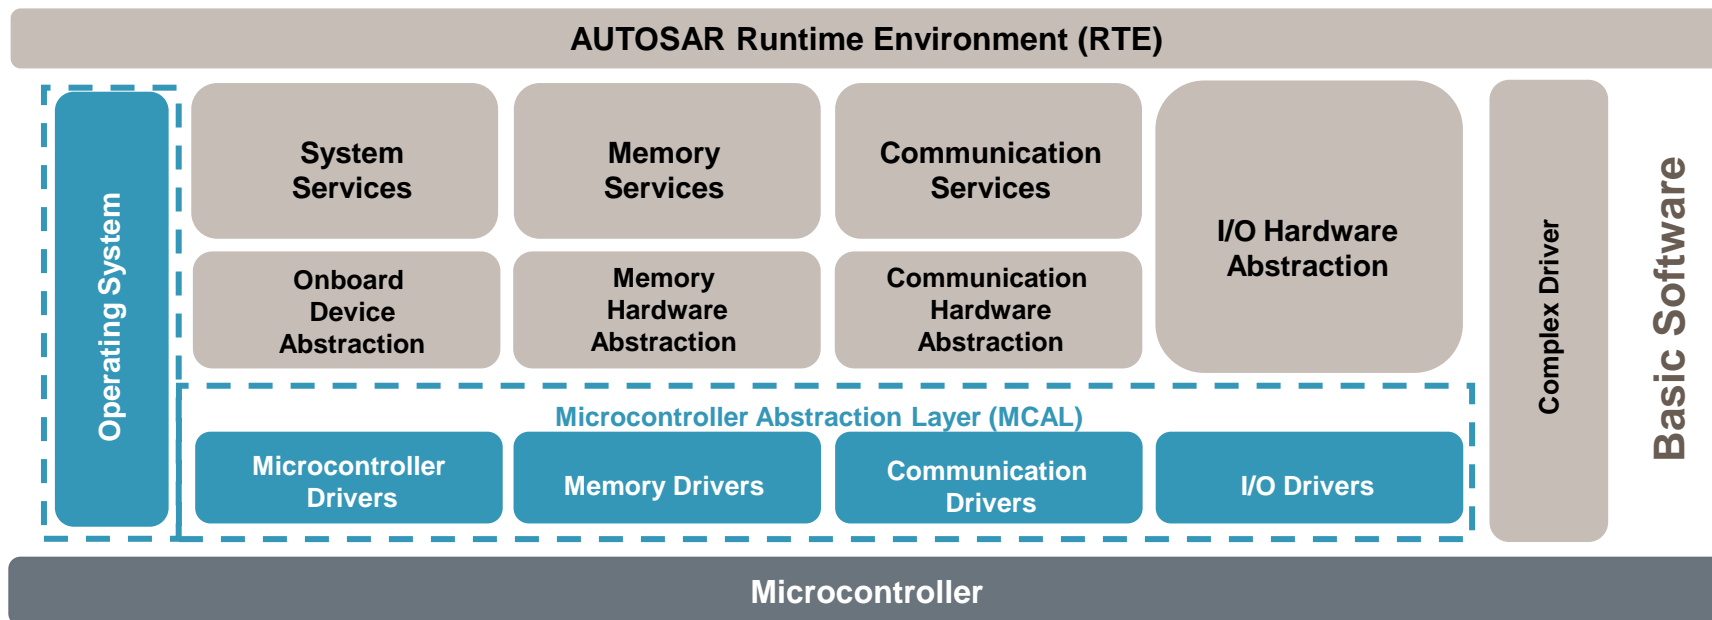 AUTOSAR Runtime Environment (RTE)
Operating System
System
Services
Memory
Services
Communication
Services
I/O Hardware
Abstraction
Complex Driver
Basic Software
Onboard
Device
Abstraction
Memory
Hardware
Abstraction
Communication
Hardware
Abstraction
Microcontroller Abstraction Layer (MCAL)
Microcontroller
Drivers
Memory Drivers
Communication
Drivers
I/O Drivers
Microcontroller